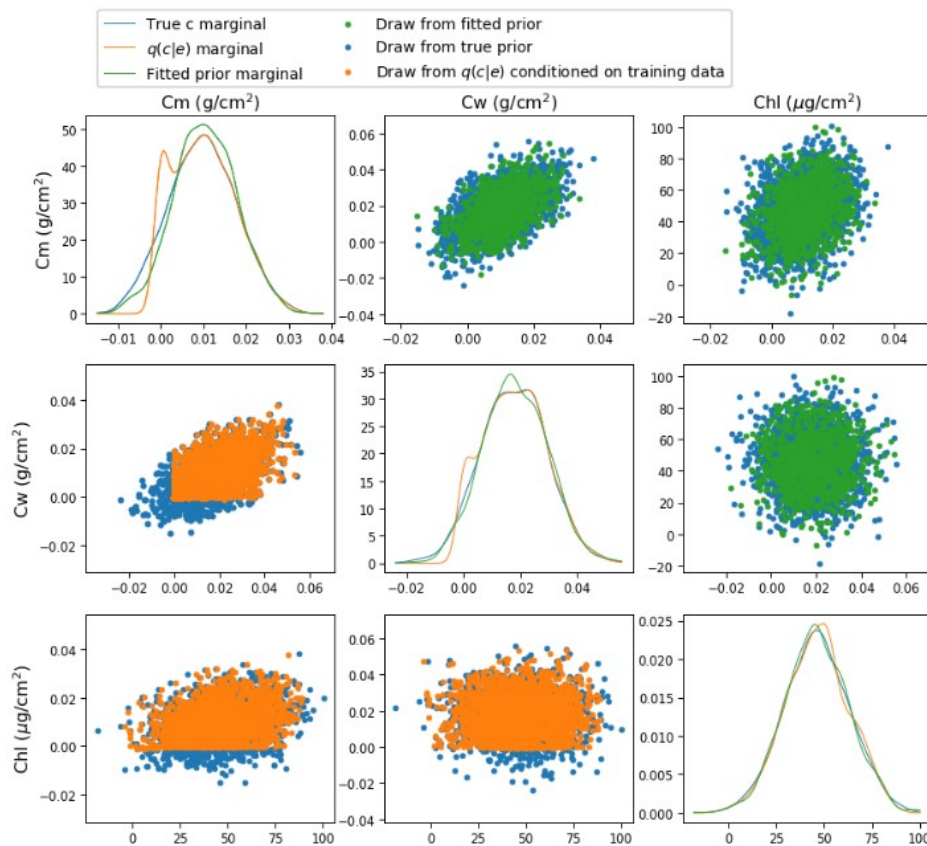 True c marginal
q(c|e) marginal
Fitted prior marginal
Draw from fitted prior
Draw from true prior
Draw from q(c|e) conditioned on training data
Cm (g/cm²)
Cw (g/cm²)
Chl (μg/cm²)
Cm (g/cm²)
50
40
30
20
10
0
−0.01 0.00 0.01 0.02 0.03 0.04
0.06
0.04
0.02
0.00
−0.02
−0.04
0.00 0.02 0.04
100
80
60
40
20
0
−20
0.00 0.02 0.04
Cw (g/cm²)
0.04
0.02
0.00
−0.02
−0.02 0.00 0.02 0.04 0.06
35
30
25
20
15
10
5
0
−0.02 0.00 0.02 0.04
100
80
60
40
20
0
−20
−0.02 0.00 0.02 0.04 0.06
Chl (μg/cm²)
0.04
0.02
0.00
−0.02
0 25 50 75 100
0.06
0.04
0.02
0.00
−0.02
−0.04
0 25 50 75 100
0.025
0.020
0.015
0.010
0.005
0.000
0 25 50 75 100